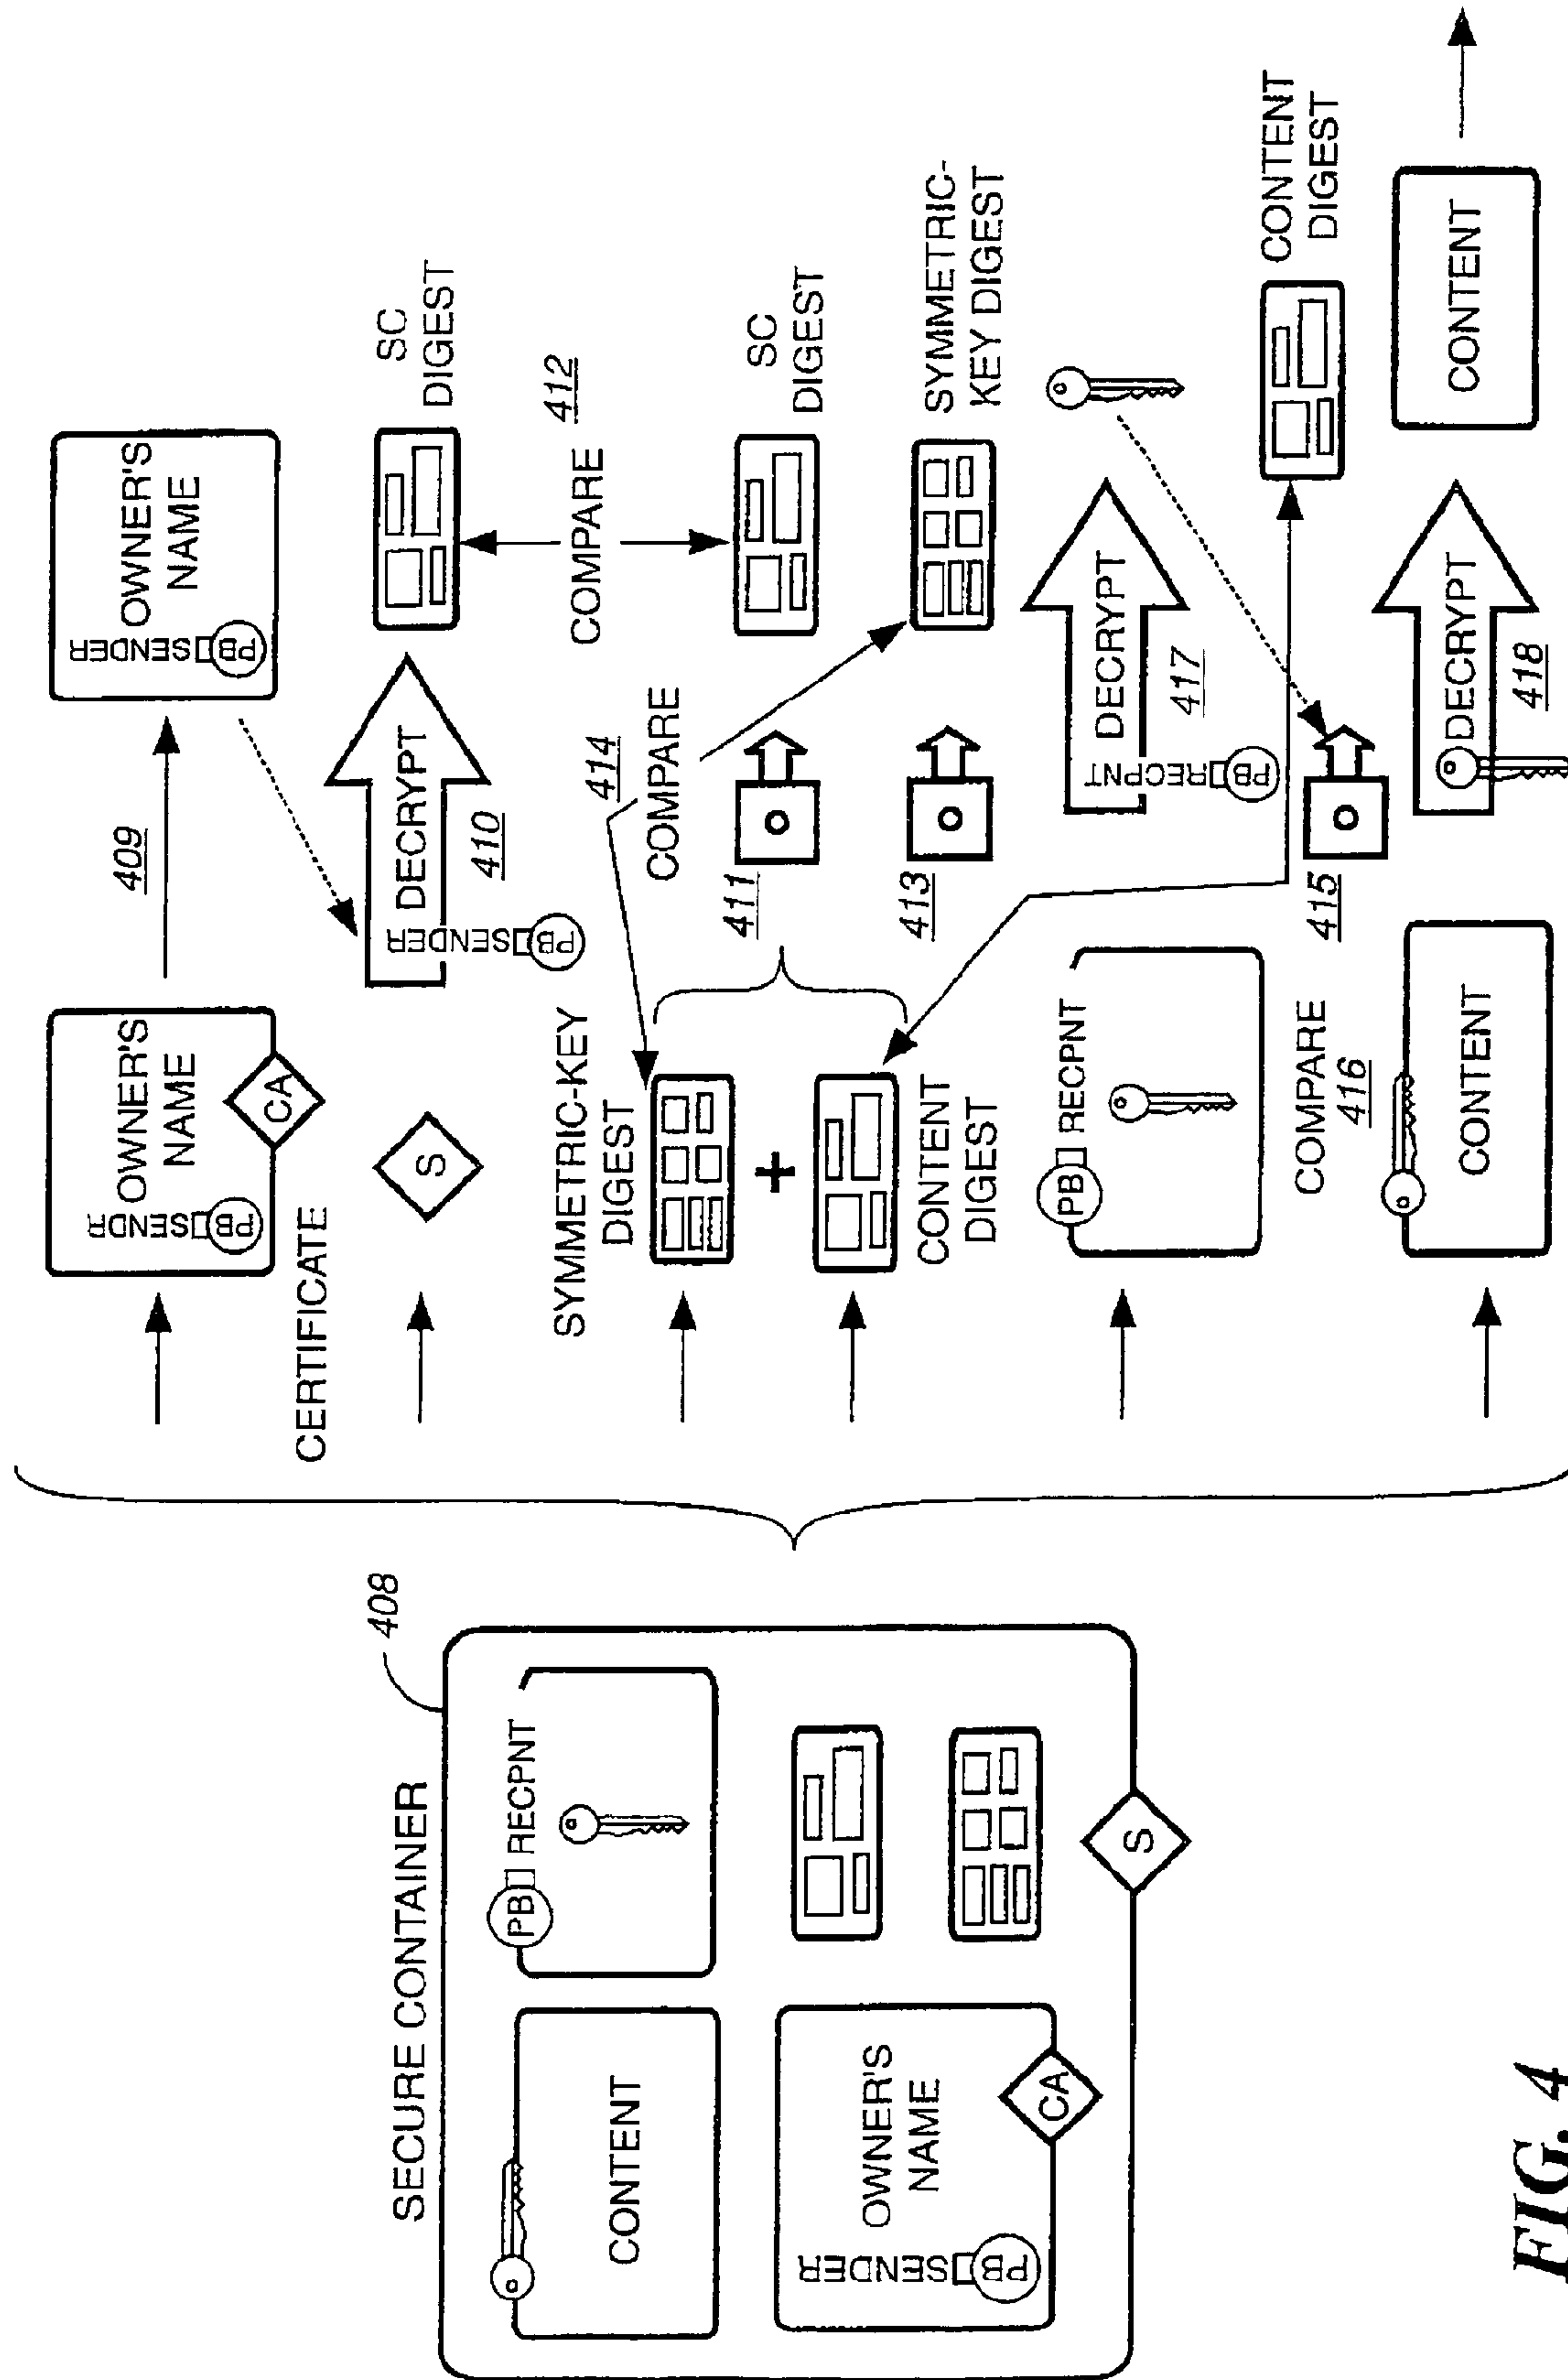 SECURE CONTAINER
408
CONTENT
PB RECPNT
OWNER'S
NAME
PB SENDER
CA
S
OWNER'S
NAME
PB SENDR
CA
CERTIFICATE
409
OWNER'S
NAME
PB SENDER
S
DECRYPT
PB SENDER
410
SC
DIGEST
COMPARE
412
SYMMETRIC-KEY
DIGEST
+
CONTENT
DIGEST
414
COMPARE
411
SC
DIGEST
413
SYMMETRIC-
KEY DIGEST
PB RECPNT
DECRYPT
PB RECPNT
417
COMPARE
416
415
CONTENT
DIGEST
CONTENT
DECRYPT
418
CONTENT
FIG. 4